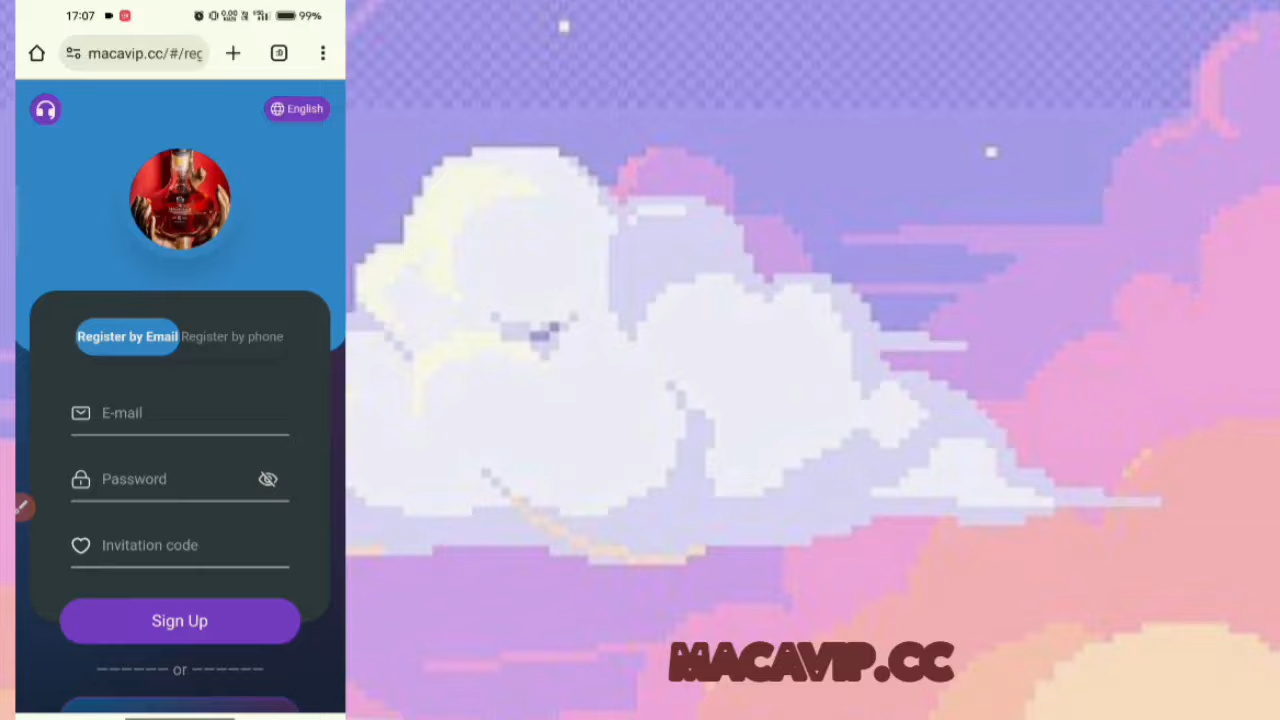 17:07
99%
macavip.cc/#/reg
English
Register by Email Register by phone
E-mail
Password
Invitation code
Sign Up
or
MACAVIP.CC